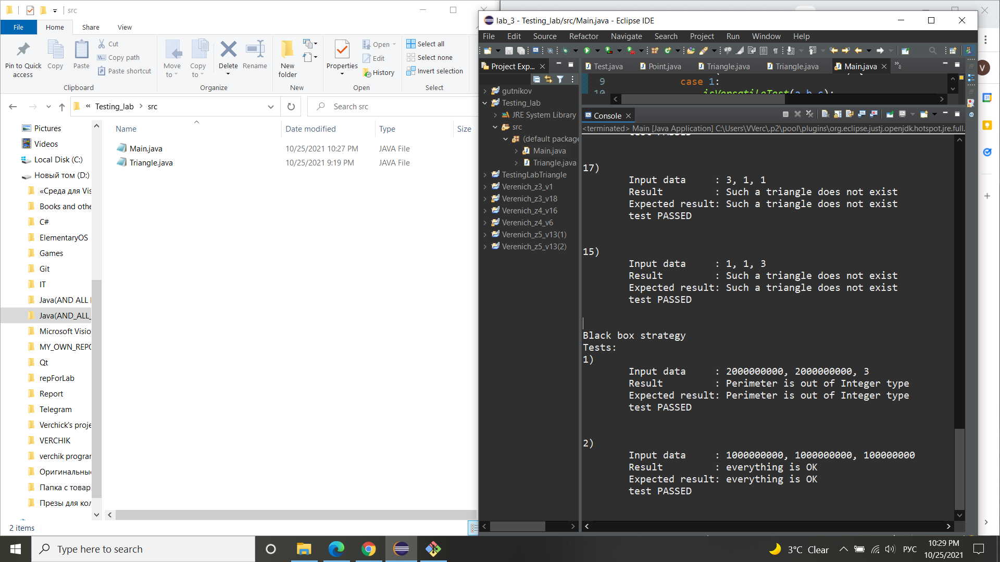 src
File
Home
Share
View
Pin to Quick
access
Copy
Paste
Cut
Copy path
Paste shortcut
Clipboard
Move
to
Copy
to
Delete
Rename
Organize
New
folder
New
Properties
Open
Edit
History
Open
Select all
Select none
Invert selection
Select
« Testing_lab > src
Search src
Pictures
Videos
Local Disk (C:)
Новый том (D:)
«Среда для Vis
Books and othe
C#
ElementaryOS
Games
Git
IT
Java(AND ALL
Java(AND_ALL_
Microsoft Visio
MY_OWN_REPC
Qt
repForLab
Report
Telegram
Verchick's proje
VERCHIK
verchik prograr
Оригинальные
Папка с товар
Презы для кол
Name
Date modified
Type
Size
Main.java 10/25/2021 10:27 PM JAVA File
Triangle.java 10/25/2021 9:19 PM JAVA File
2 items
lab_3 - Testing_lab/src/Main.java - Eclipse IDE
File Edit Source Refactor Navigate Search Project Run Window Help
Project Exp...
gutnikov
Testing_lab
JRE System Library
src
(default package
Main.java
Triangle.java
TestingLabTriangle
Verenich_z3_v1
Verenich_z3_v18
Verenich_z4_v16
Verenich_z4_v6
Verenich_z5_v13(1)
Verenich_z5_v13(2)
Test.java
Point.java
Triangle.java
Triangle.java
Main.java
»8
9 case 1:
10 isVersatileTest(a,b,c);
Console
<terminated> Main [Java Application] C:\Users\VVerc\.p2\pool\plugins\org.eclipse.justj.openjdk.hotspot.jre.full.
test PASSED
17)
Input data : 3, 1, 1
Result : Such a triangle does not exist
Expected result: Such a triangle does not exist
test PASSED
15)
Input data : 1, 1, 3
Result : Such a triangle does not exist
Expected result: Such a triangle does not exist
test PASSED
Black box strategy
Tests:
1)
Input data : 2000000000, 2000000000, 3
Result : Perimeter is out of Integer type
Expected result: Perimeter is out of Integer type
test PASSED
2)
Input data : 1000000000, 1000000000, 100000000
Result : everything is OK
Expected result: everything is OK
test PASSED
V
31
Type here to search
3°C Clear
РУС
10:29 PM
10/25/2021